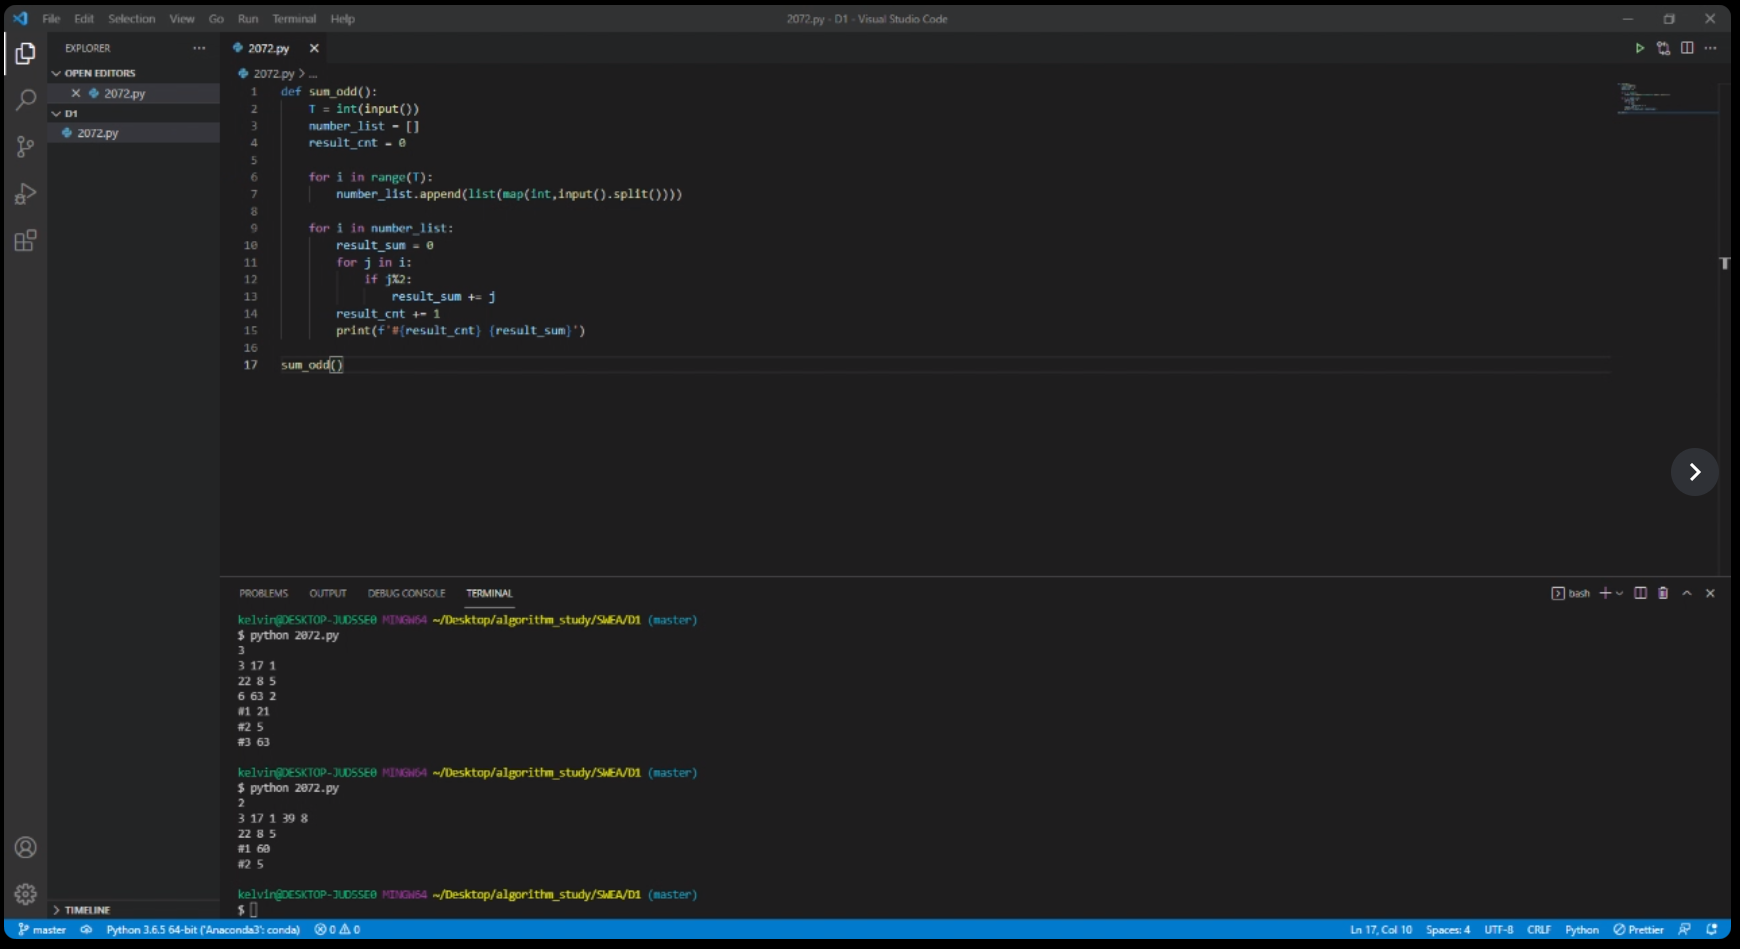 File Edit Selection View Go Run Terminal Help
2072.py - D1 - Visual Studio Code
EXPLORER
OPEN EDITORS
2072.py
D1
2072.py
TIMELINE
2072.py
2072.py > ...
1 def sum_odd():
2     T = int(input())
3     number_list = []
4     result_cnt = 0
5
6     for i in range(T):
7         number_list.append(list(map(int,input().split())))
8
9     for i in number_list:
10         result_sum = 0
11         for j in i:
12             if j%2:
13                 result_sum += j
14         result_cnt += 1
15         print(f'#{result_cnt} {result_sum}')
16
17 sum_odd()
PROBLEMS OUTPUT DEBUG CONSOLE TERMINAL
bash
kelvin@DESKTOP-JUD5SE0 MINGW64 ~/Desktop/algorithm_study/SWEA/D1 (master)
$ python 2072.py
3
3 17 1
22 8 5
6 63 2
#1 21
#2 5
#3 63
kelvin@DESKTOP-JUD5SE0 MINGW64 ~/Desktop/algorithm_study/SWEA/D1 (master)
$ python 2072.py
2
3 17 1 39 8
22 8 5
#1 60
#2 5
kelvin@DESKTOP-JUD5SE0 MINGW64 ~/Desktop/algorithm_study/SWEA/D1 (master)
$
master Python 3.6.5 64-bit ('Anaconda3': conda) 0 0
Ln 17, Col 10 Spaces: 4 UTF-8 CRLF Python Prettier